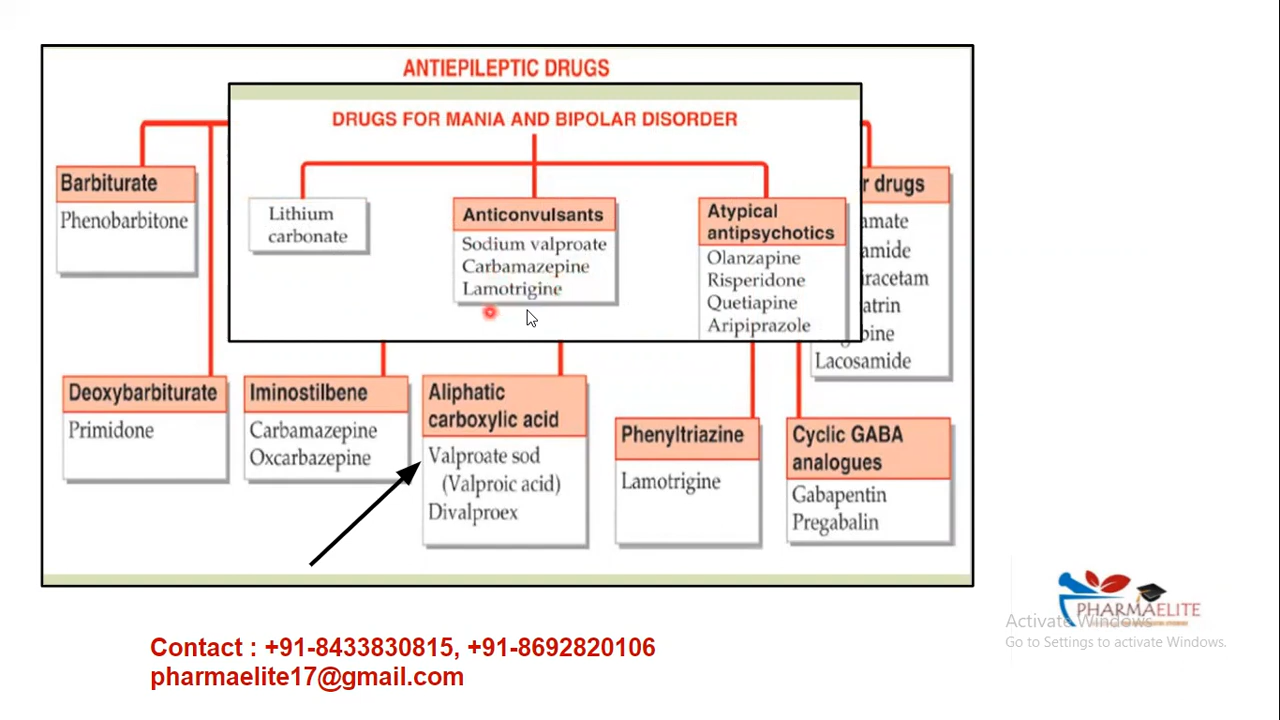 ANTIEPILEPTIC DRUGS
DRUGS FOR MANIA AND BIPOLAR DISORDER
Lithium
carbonate
Anticonvulsants
Sodium valproate
Carbamazepine
Lamotrigine
Atypical
antipsychotics
Olanzapine
Risperidone
Quetiapine
Aripiprazole
Barbiturate
Phenobarbitone
drugs
Lacosamide
Deoxybarbiturate
Primidone
Iminostilbene
Carbamazepine
Oxcarbazepine
Aliphatic
carboxylic acid
Valproate sod
(Valproic acid)
Divalproex
Phenyltriazine
Lamotrigine
Cyclic GABA
analogues
Gabapentin
Pregabalin
PHARMAELITE
Activate Windows
Go to Settings to activate Windows.
Contact : +91-8433830815, +91-8692820106
pharmaelite17@gmail.com